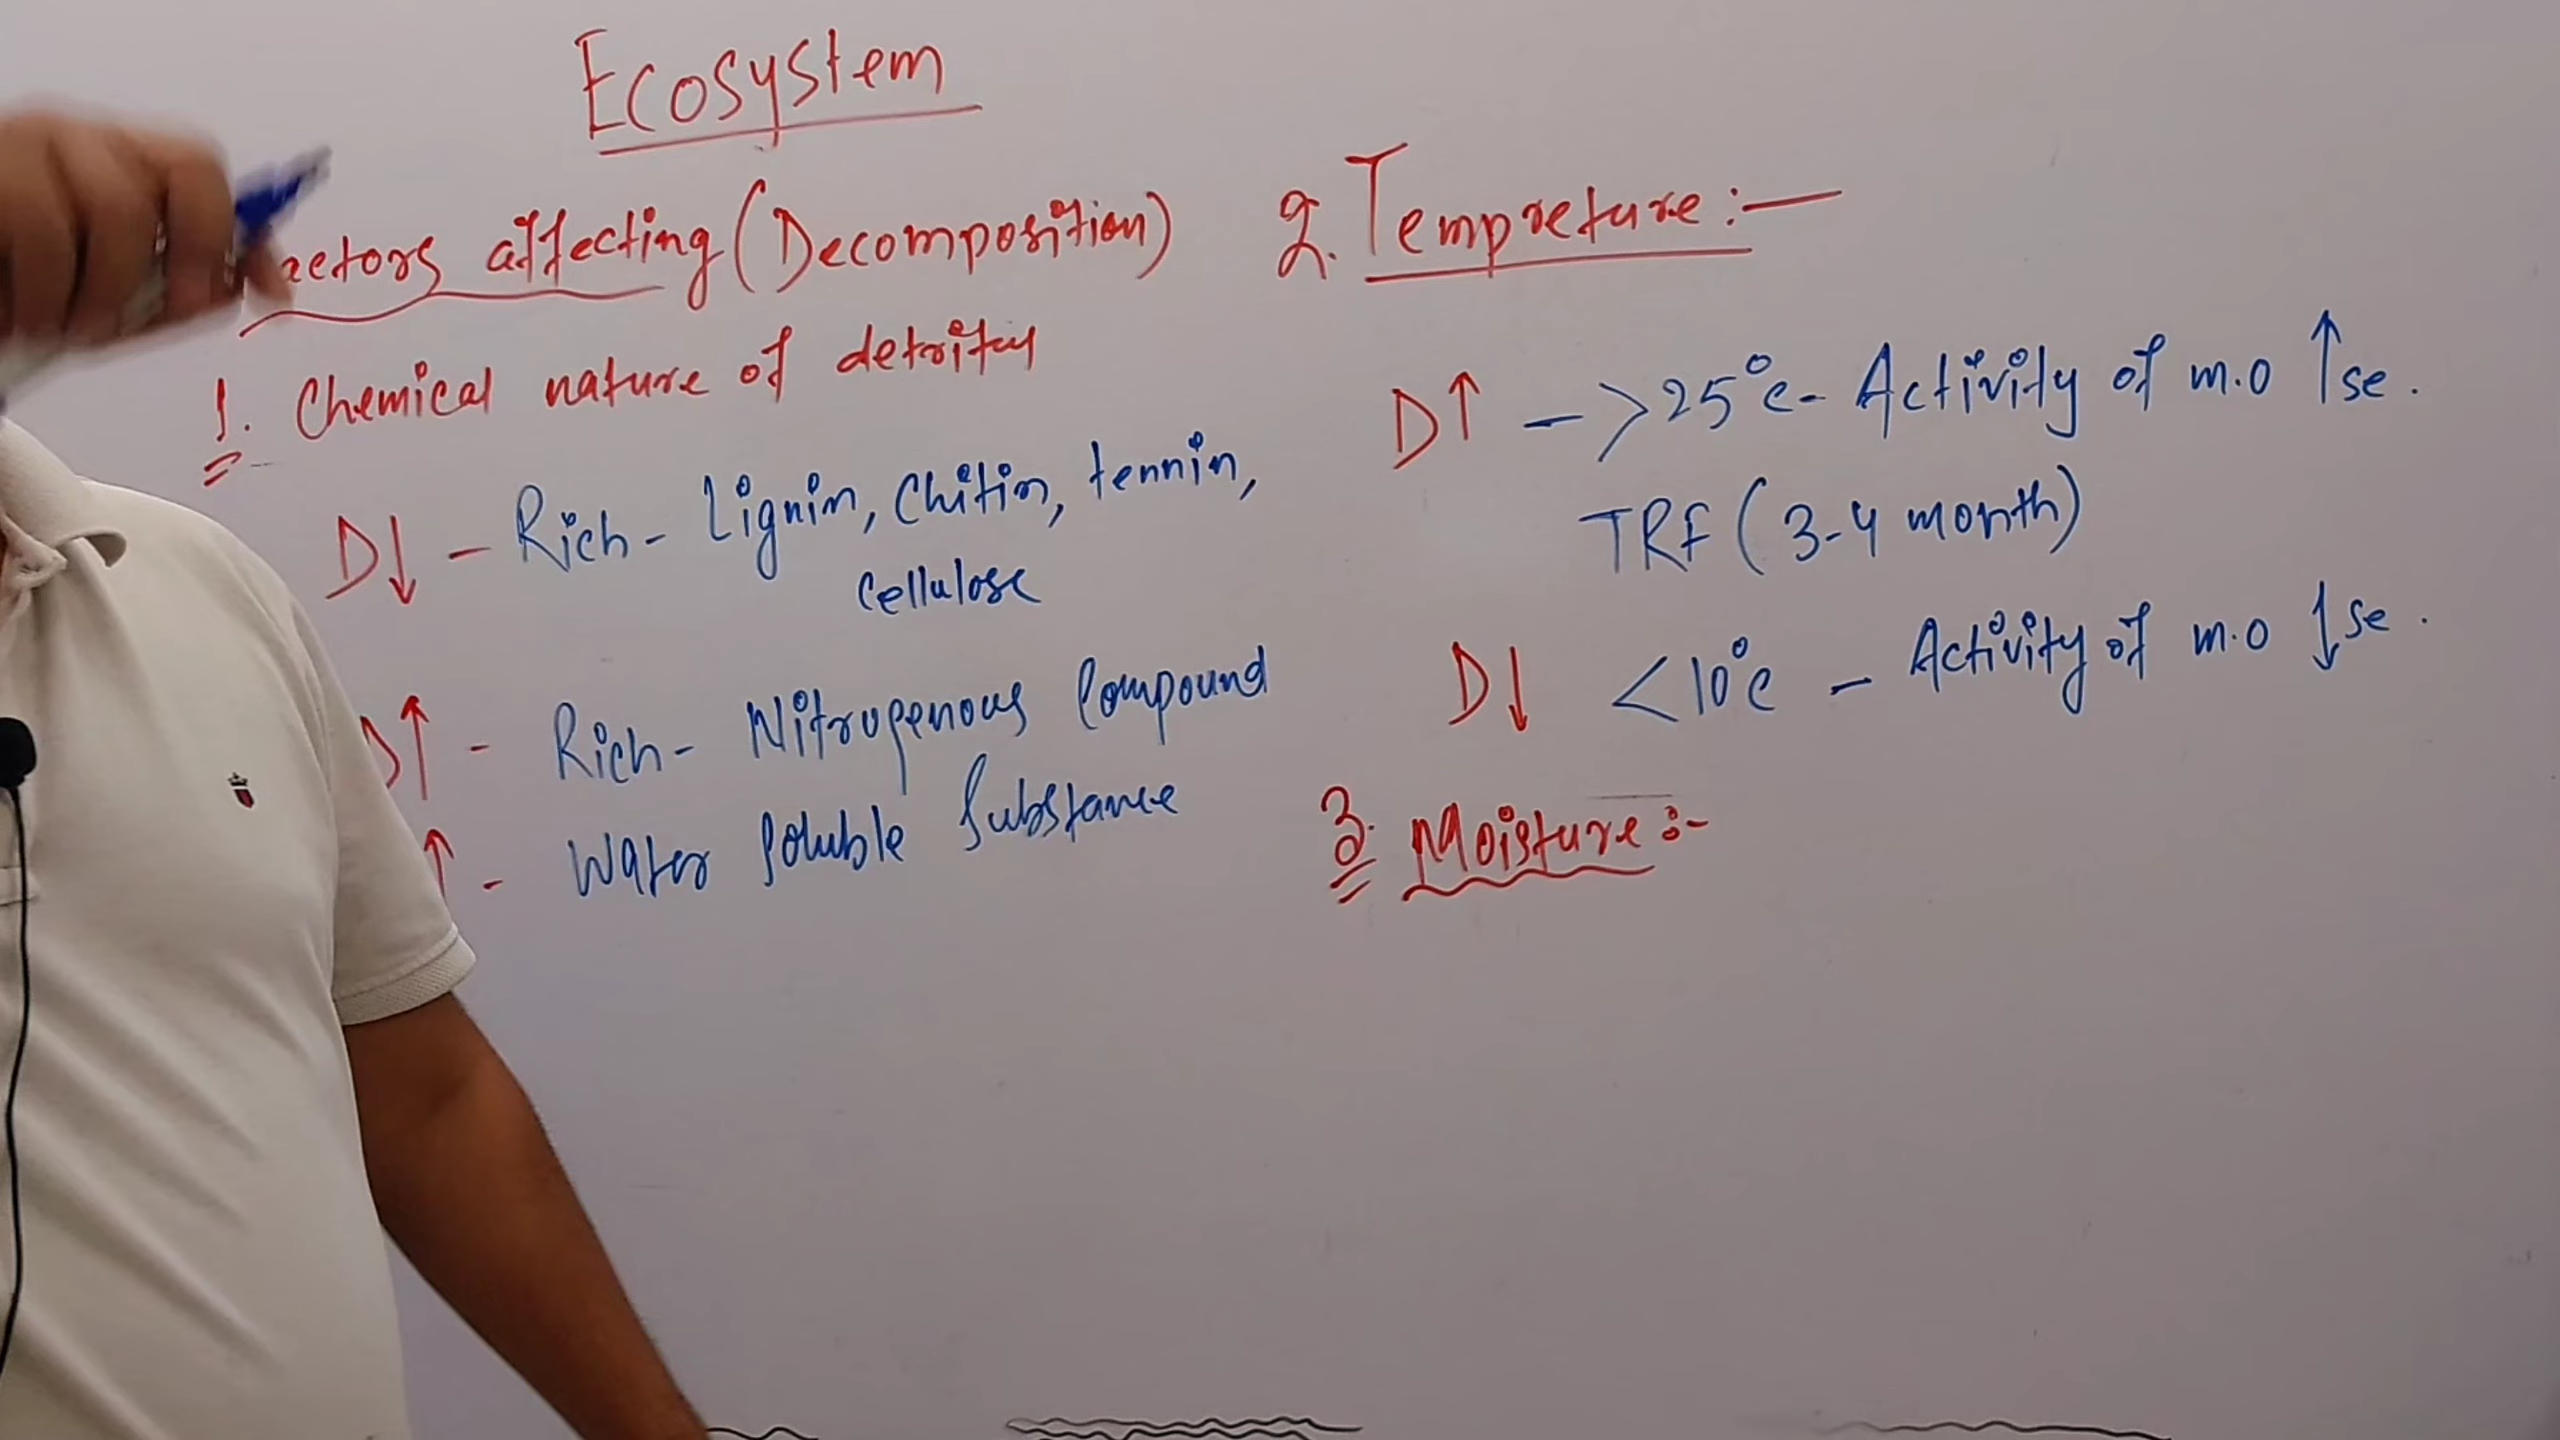 Ecosystem
actors affecting (Decomposition)
1. Chemical nature of detritus
D↓ - Rich - Lignin, Chitin, tennin,
Cellulose
D↑ - Rich - Nitrogenous Compound
↑ - Water Soluble Substance
2. Tempreture :-
D↑ - >25°c - Activity of m.o ↑se.
TRF (3-4 month)
D↓ <10°c - Activity of m.o ↓se.
3. Moisture :-